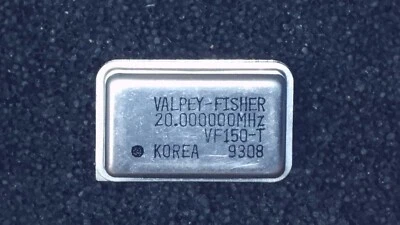 VALPEY-FISHER
20.000000MHz
VF150-T
KOREA 9308